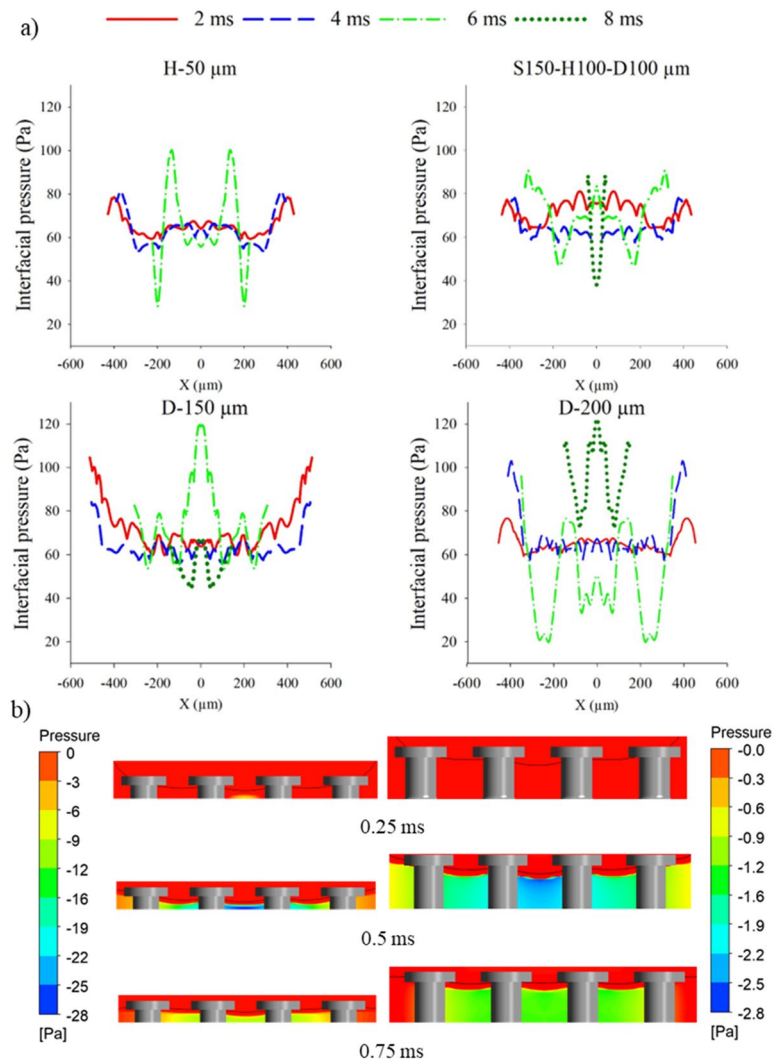 a)
2 ms 4 ms 6 ms 8 ms
H-50 µm
S150-H100-D100 µm
Interfacial pressure (Pa)
120
100
80
60
40
20
-600 -400 -200 0 200 400 600
X (µm)
Interfacial pressure (Pa)
120
100
80
60
40
20
-600 -400 -200 0 200 400 600
X (µm)
D-150 µm
D-200 µm
Interfacial pressure (Pa)
120
100
80
60
40
20
-600 -400 -200 0 200 400 600
X (µm)
Interfacial pressure (Pa)
120
100
80
60
40
20
-600 -400 -200 0 200 400 600
X (µm)
b)
Pressure
0
-3
-6
-9
-12
-16
-19
-22
-25
-28
[Pa]
0.25 ms
0.5 ms
0.75 ms
Pressure
-0.0
-0.3
-0.6
-0.9
-1.2
-1.5
-1.8
-2.2
-2.5
-2.8
[Pa]